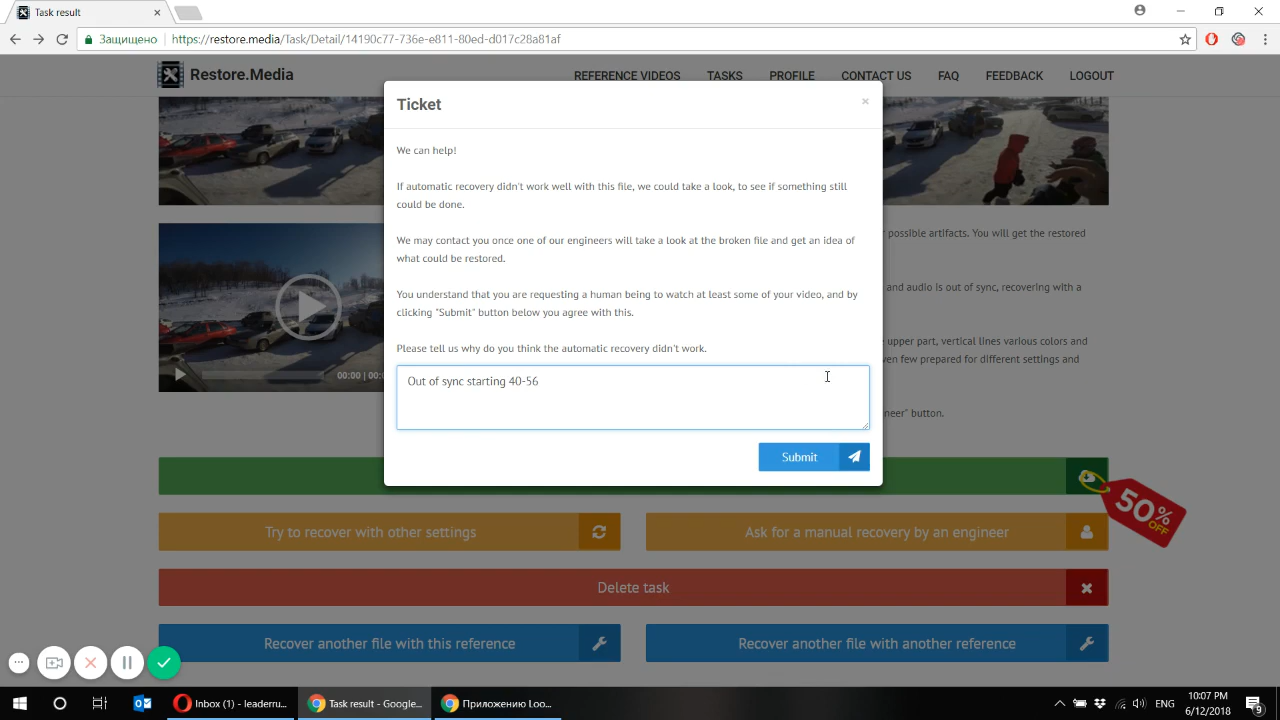 Task result
Защищено
https://restore.media/Task/Detail/14190c77-736e-e811-80ed-d017c28a81af
Restore.Media
REFERENCE VIDEOS
TASKS
PROFILE
CONTACT US
FAQ
FEEDBACK
LOGOUT
Ticket
×
We can help!
If automatic recovery didn't work well with this file, we could take a look, to see if something still
could be done.
We may contact you once one of our engineers will take a look at the broken file and get an idea of
what could be restored.
You understand that you are requesting a human being to watch at least some of your video, and by
clicking "Submit" button below you agree with this.
Please tell us why do you think the automatic recovery didn't work.
Out of sync starting 40-56
Submit
possible artifacts. You will get the restored
and audio is out of sync, recovering with a
upper part, vertical lines various colors and
ven few prepared for different settings and
neer" button.
00:00 | 00:0
50%
OFF
Try to recover with other settings
Ask for a manual recovery by an engineer
Delete task
Recover another file with this reference
Recover another file with another reference
Inbox (1) - leaderru...
Task result - Google...
Приложению Loo...
ENG
10:07 PM
6/12/2018
9